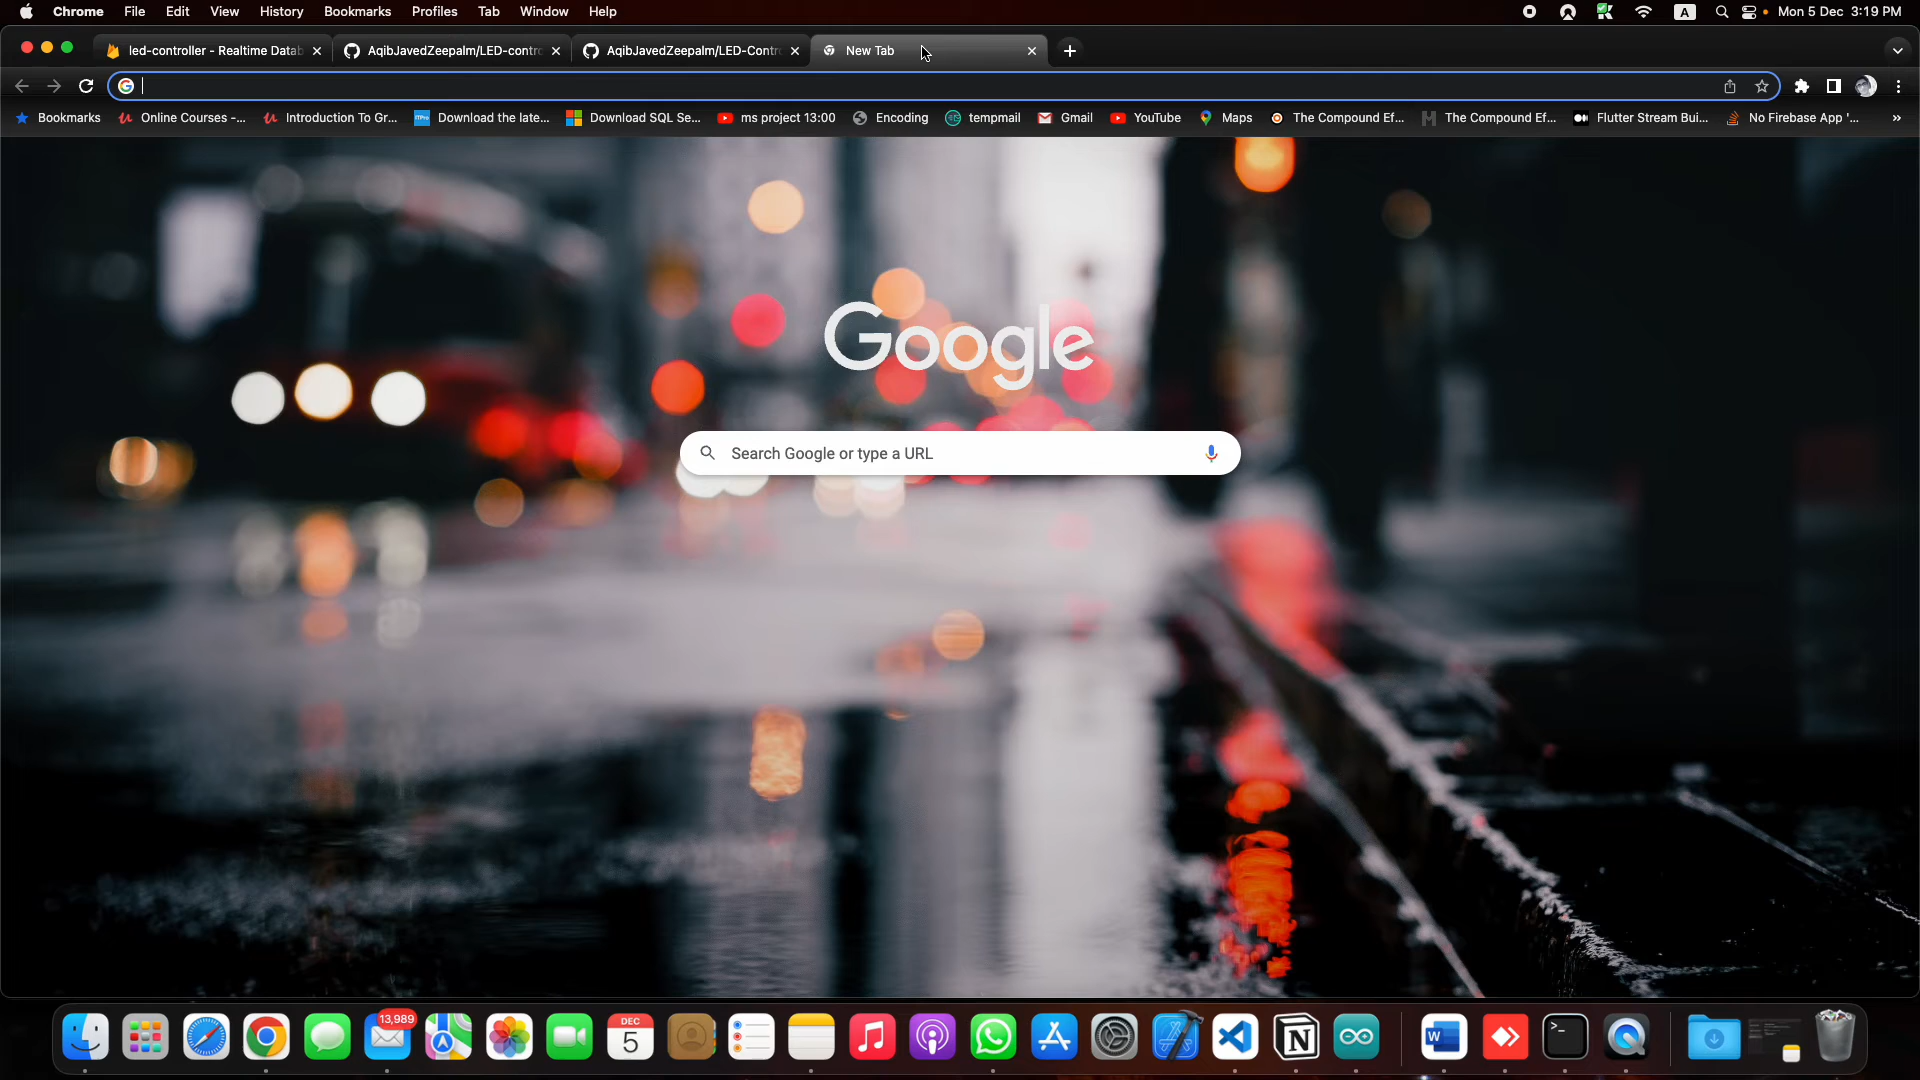 Chrome File Edit View History Bookmarks Profiles Tab Window Help A Mon 5 Dec 3:19 PM
led-controller - Realtime Datab AqibJavedZeepalm/LED-contro AqibJavedZeepalm/LED-Contr New Tab
Bookmarks Online Courses -... Introduction To Gr... ITPro Download the late... Download SQL Se... ms project 13:00 Encoding tempmail Gmail YouTube Maps The Compound Ef... The Compound Ef... Flutter Stream Bui... No Firebase App '... »
Google
Search Google or type a URL
13,989
DEC
5